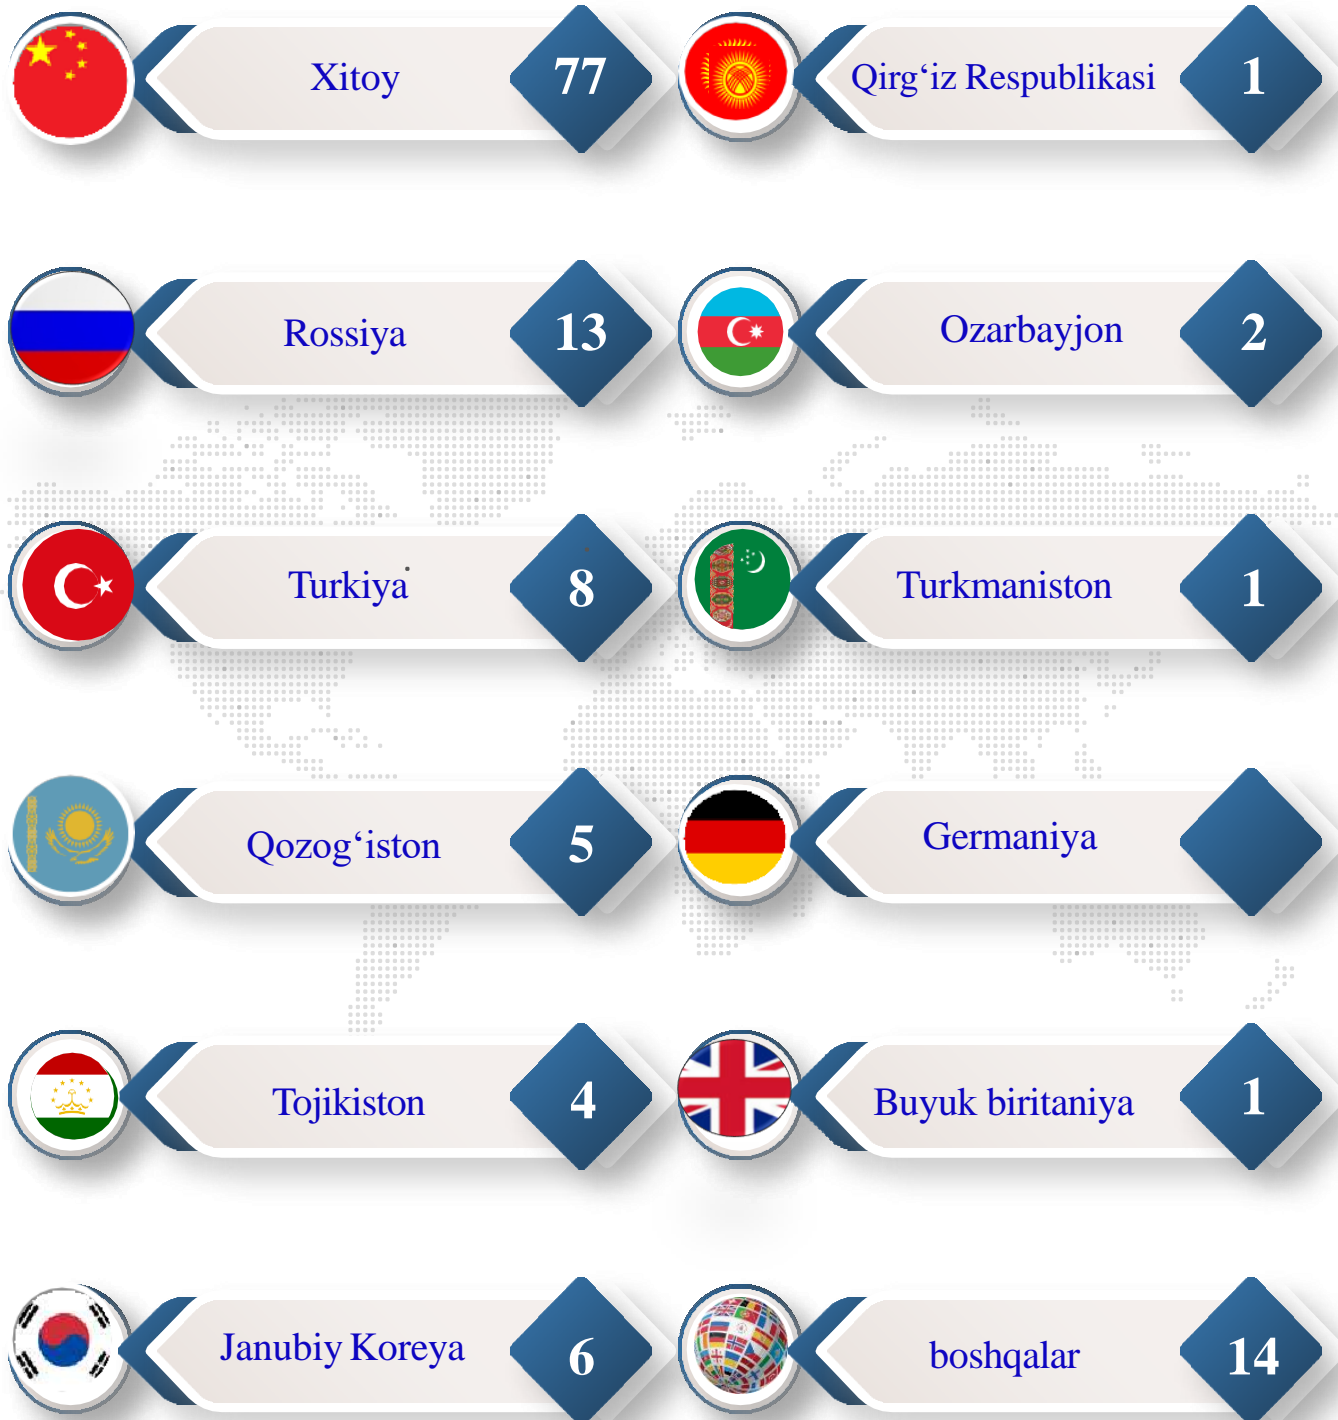 Xitoy 77
Qirg‘iz Respublikasi 1
Rossiya 13
Ozarbayjon 2
Turkiya 8
Turkmaniston 1
Qozog‘iston 5
Germaniya
Tojikiston 4
Buyuk biritaniya 1
Janubiy Koreya 6
boshqalar 14